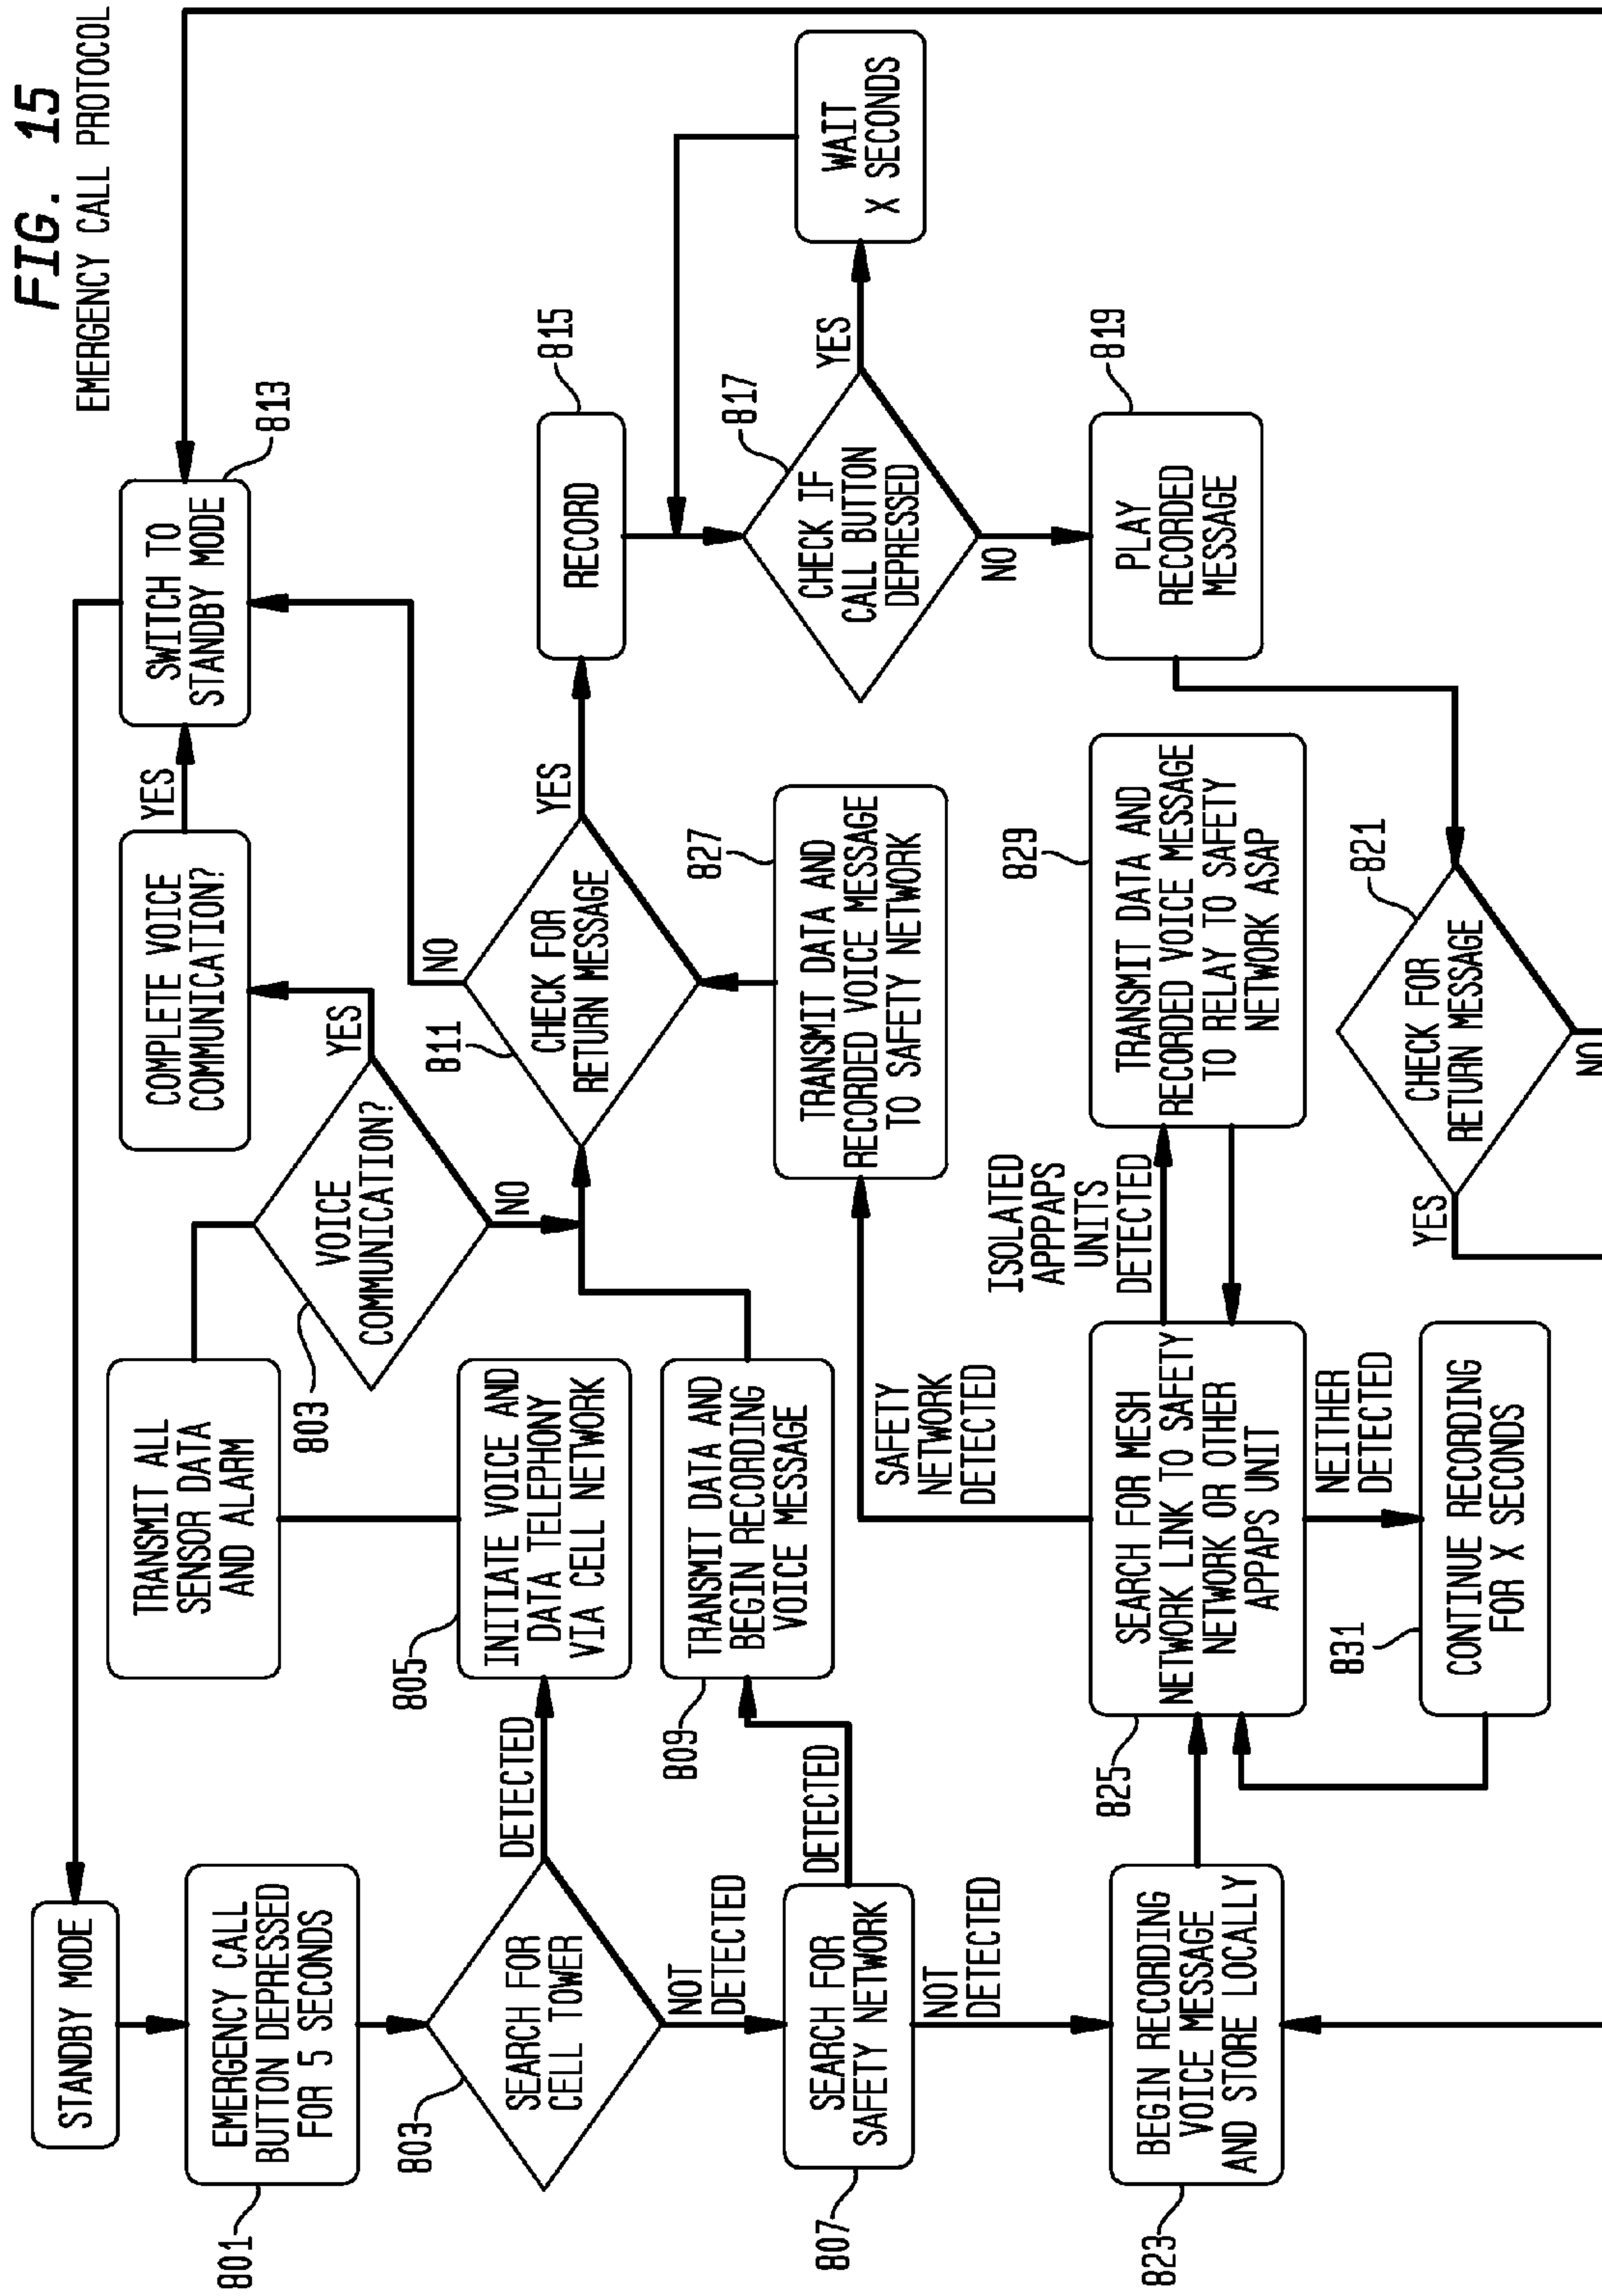 FIG. 15
EMERGENCY CALL PROTOCOL
STANDBY MODE
801
EMERGENCY CALL
BUTTON DEPRESSED
FOR 5 SECONDS
803
SEARCH FOR
CELL TOWER
DETECTED
NOT
DETECTED
805
INITIATE VOICE AND
DATA TELEPHONY
VIA CELL NETWORK
TRANSMIT ALL
SENSOR DATA
AND ALARM
803
VOICE
COMMUNICATION?
YES
NO
COMPLETE VOICE
COMMUNICATION?
YES
SWITCH TO
STANDBY MODE
813
807
SEARCH FOR
SAFETY NETWORK
DETECTED
NOT
DETECTED
809
TRANSMIT DATA AND
BEGIN RECORDING
VOICE MESSAGE
811
CHECK FOR
RETURN MESSAGE
NO
YES
RECORD
815
CHECK IF
CALL BUTTON
DEPRESSED
817
YES
NO
WAIT
X SECONDS
PLAY
RECORDED
MESSAGE
819
823
BEGIN RECORDING
VOICE MESSAGE
AND STORE LOCALLY
825
SEARCH FOR MESH
NETWORK LINK TO SAFETY
NETWORK OR OTHER
APPAPS UNIT
SAFETY
NETWORK
DETECTED
827
TRANSMIT DATA AND
RECORDED VOICE MESSAGE
TO SAFETY NETWORK
ISOLATED
APPPAPS
UNITS
DETECTED
829
TRANSMIT DATA AND
RECORDED VOICE MESSAGE
TO RELAY TO SAFETY
NETWORK ASAP
NEITHER
DETECTED
831
CONTINUE RECORDING
FOR X SECONDS
821
CHECK FOR
RETURN MESSAGE
YES
NO